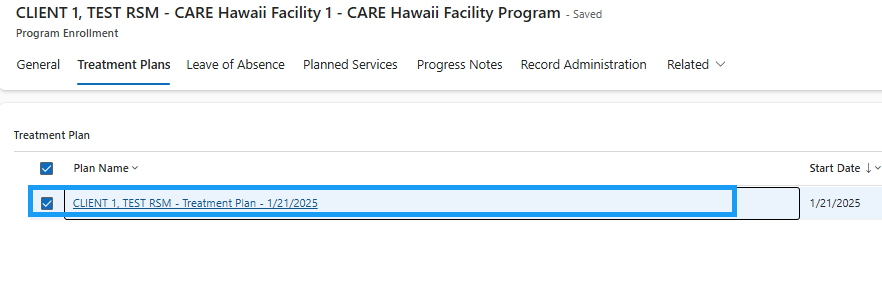 CLIENT 1, TEST RSM - CARE Hawaii Facility 1 - CARE Hawaii Facility Program - Saved
Program Enrollment
General Treatment Plans Leave of Absence Planned Services Progress Notes Record Administration Related
Treatment Plan
Plan Name Start Date ↓
CLIENT 1, TEST RSM - Treatment Plan - 1/21/2025 1/21/2025